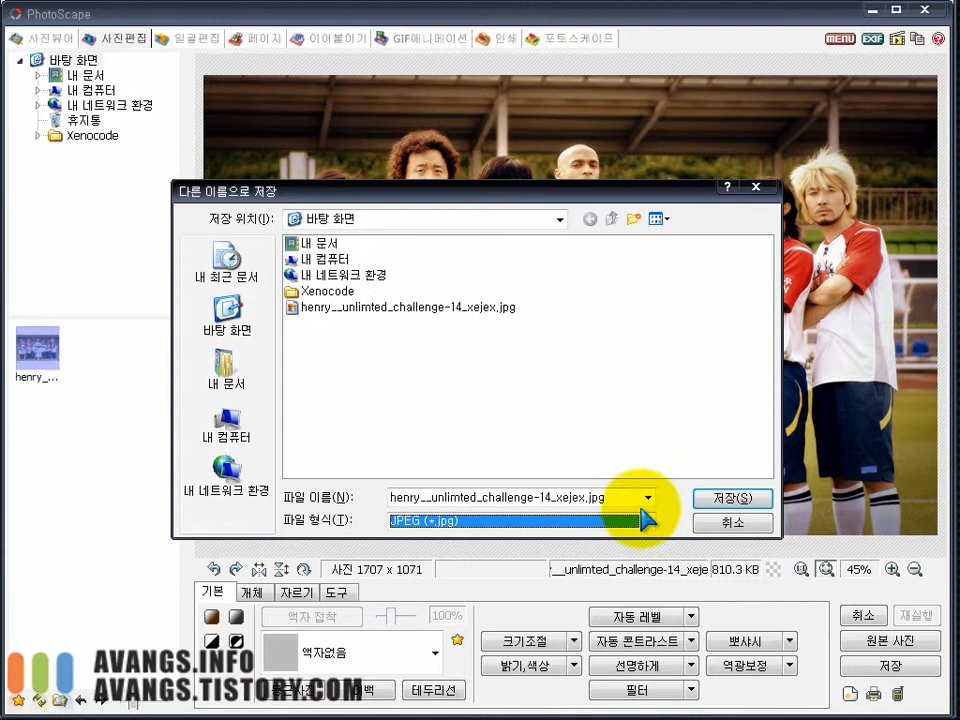 PhotoScape
사진뷰어 사진편집 일괄편집 페이지 이어붙이기 GIF애니메이션 인쇄 포토스케이프 MENU EXIF
바탕 화면
내 문서
내 컴퓨터
내 네트워크 환경
휴지통
Xenocode
henry_...
다른 이름으로 저장
저장 위치(I): 바탕 화면
내 최근 문서
바탕 화면
내 문서
내 컴퓨터
내 네트워크 환경
내 문서
내 컴퓨터
내 네트워크 환경
Xenocode
henry__unlimted_challenge-14_xejex.jpg
파일 이름(N): henry__unlimted_challenge-14_xejex.jpg 저장(S)
파일 형식(T): JPEG (*.jpg) 취소
사진 1707 x 1071 __unlimted_challenge-14_xeje 810.3 KB 45%
기본 개체 자르기 도구
액자 접착 100% 자동 레벨 취소 재실행
액자없음 크기조절 자동 콘트라스트 뽀샤시 원본 사진
밝기,색상 선명하게 역광보정 저장
여백 테두리선 필터
AVANGS.INFO
AVANGS.TISTORY.COM